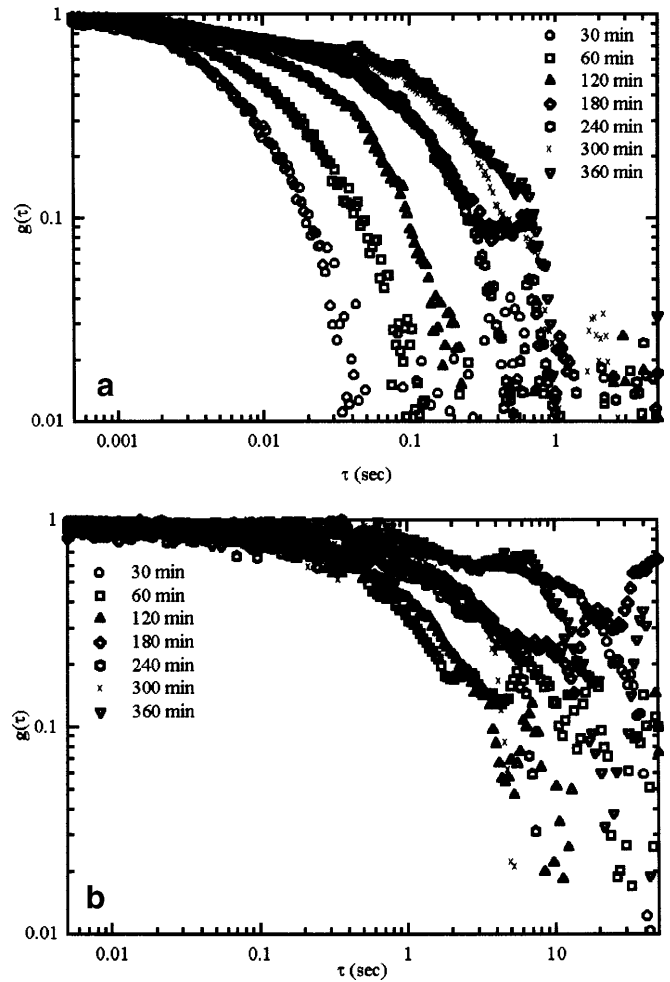 1
30 min
60 min
120 min
180 min
240 min
300 min
360 min
g(τ)
0.1
a
0.01
0.001
0.01
0.1
1
τ (sec)
1
30 min
60 min
120 min
180 min
240 min
300 min
360 min
g(τ)
0.1
b
0.01
0.01
0.1
1
10
τ (sec)